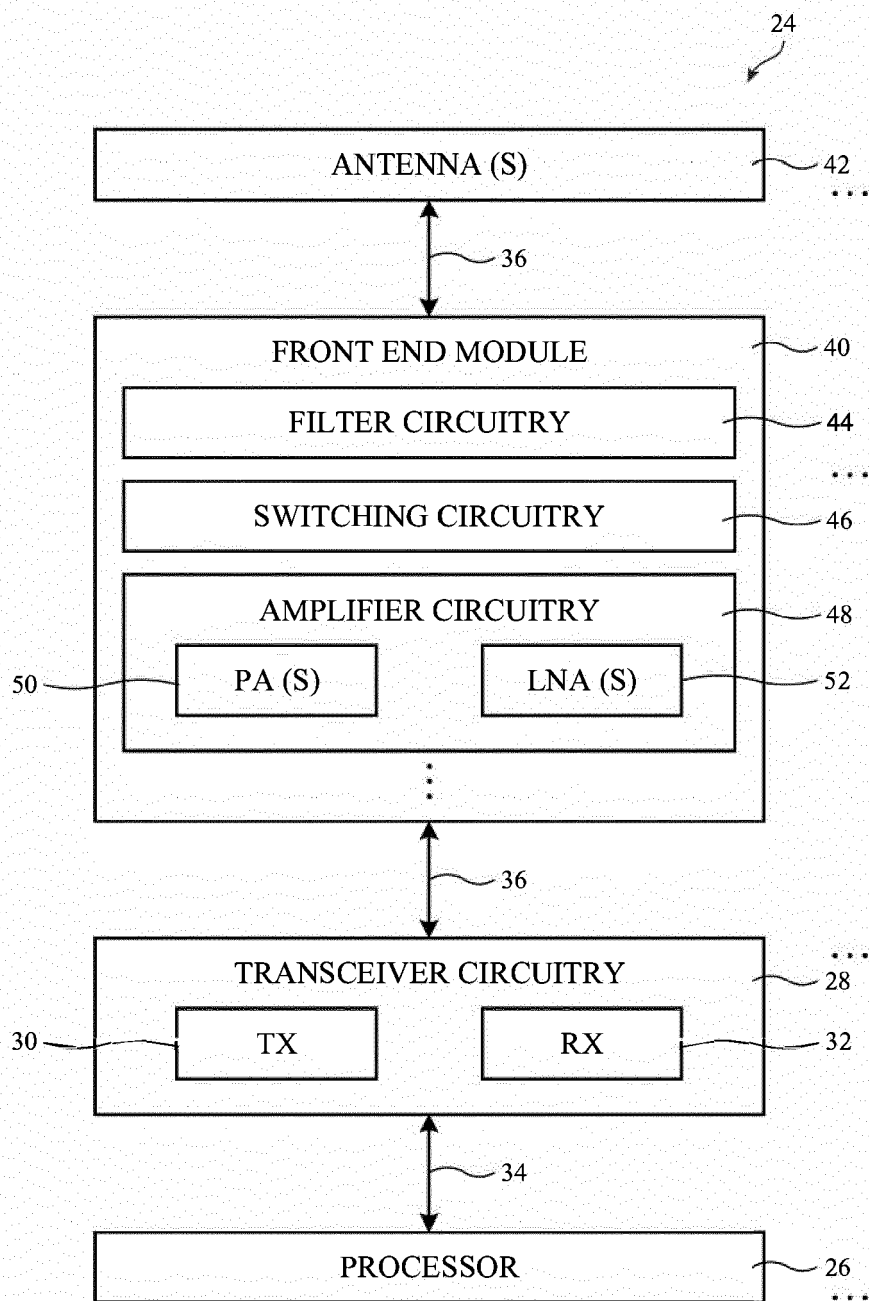 24
ANTENNA (S)
42
36
FRONT END MODULE
40
FILTER CIRCUITRY
44
SWITCHING CIRCUITRY
46
AMPLIFIER CIRCUITRY
48
50
PA (S)
LNA (S)
52
36
TRANSCEIVER CIRCUITRY
28
30
TX
RX
32
34
PROCESSOR
26